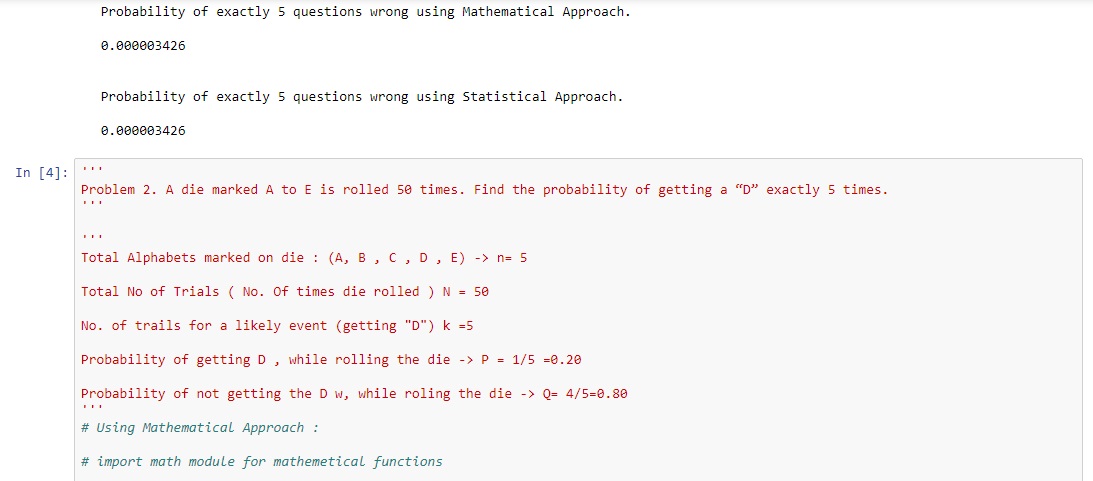 Probability of exactly 5 questions wrong using Mathematical Approach.
0.000003426
Probability of exactly 5 questions wrong using Statistical Approach.
0.000003426
In [4]: '''
Problem 2. A die marked A to E is rolled 50 times. Find the probability of getting a “D” exactly 5 times.
'''
'''
Total Alphabets marked on die : (A, B , C , D , E) -> n= 5
Total No of Trials ( No. Of times die rolled ) N = 50
No. of trails for a likely event (getting "D") k =5
Probability of getting D , while rolling the die -> P = 1/5 =0.20
Probability of not getting the D w, while roling the die -> Q= 4/5=0.80
'''
# Using Mathematical Approach :
# import math module for mathemetical functions